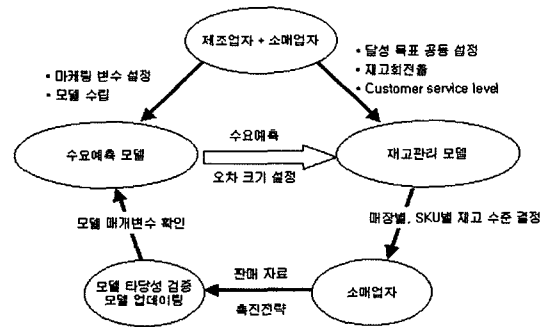 제조업자 + 소매업자
• 마케팅 변수 설정
• 모델 수립
• 달성 목표 공동 설정
• 재고회전율
• Customer service level
수요예측 모델
수요예측
오차 크기 설정
재고관리 모델
모델 매개변수 확인
매장별, SKU별 재고 수준 결정
모델 타당성 검증
모델 업데이팅
판매 자료
촉진전략
소매업자